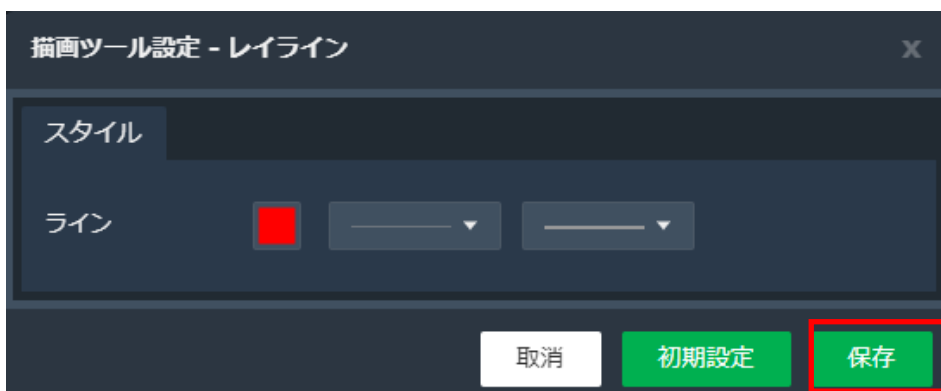 描画ツール設定 - レイライン
x
スタイル
ライン
取消 初期設定 保存